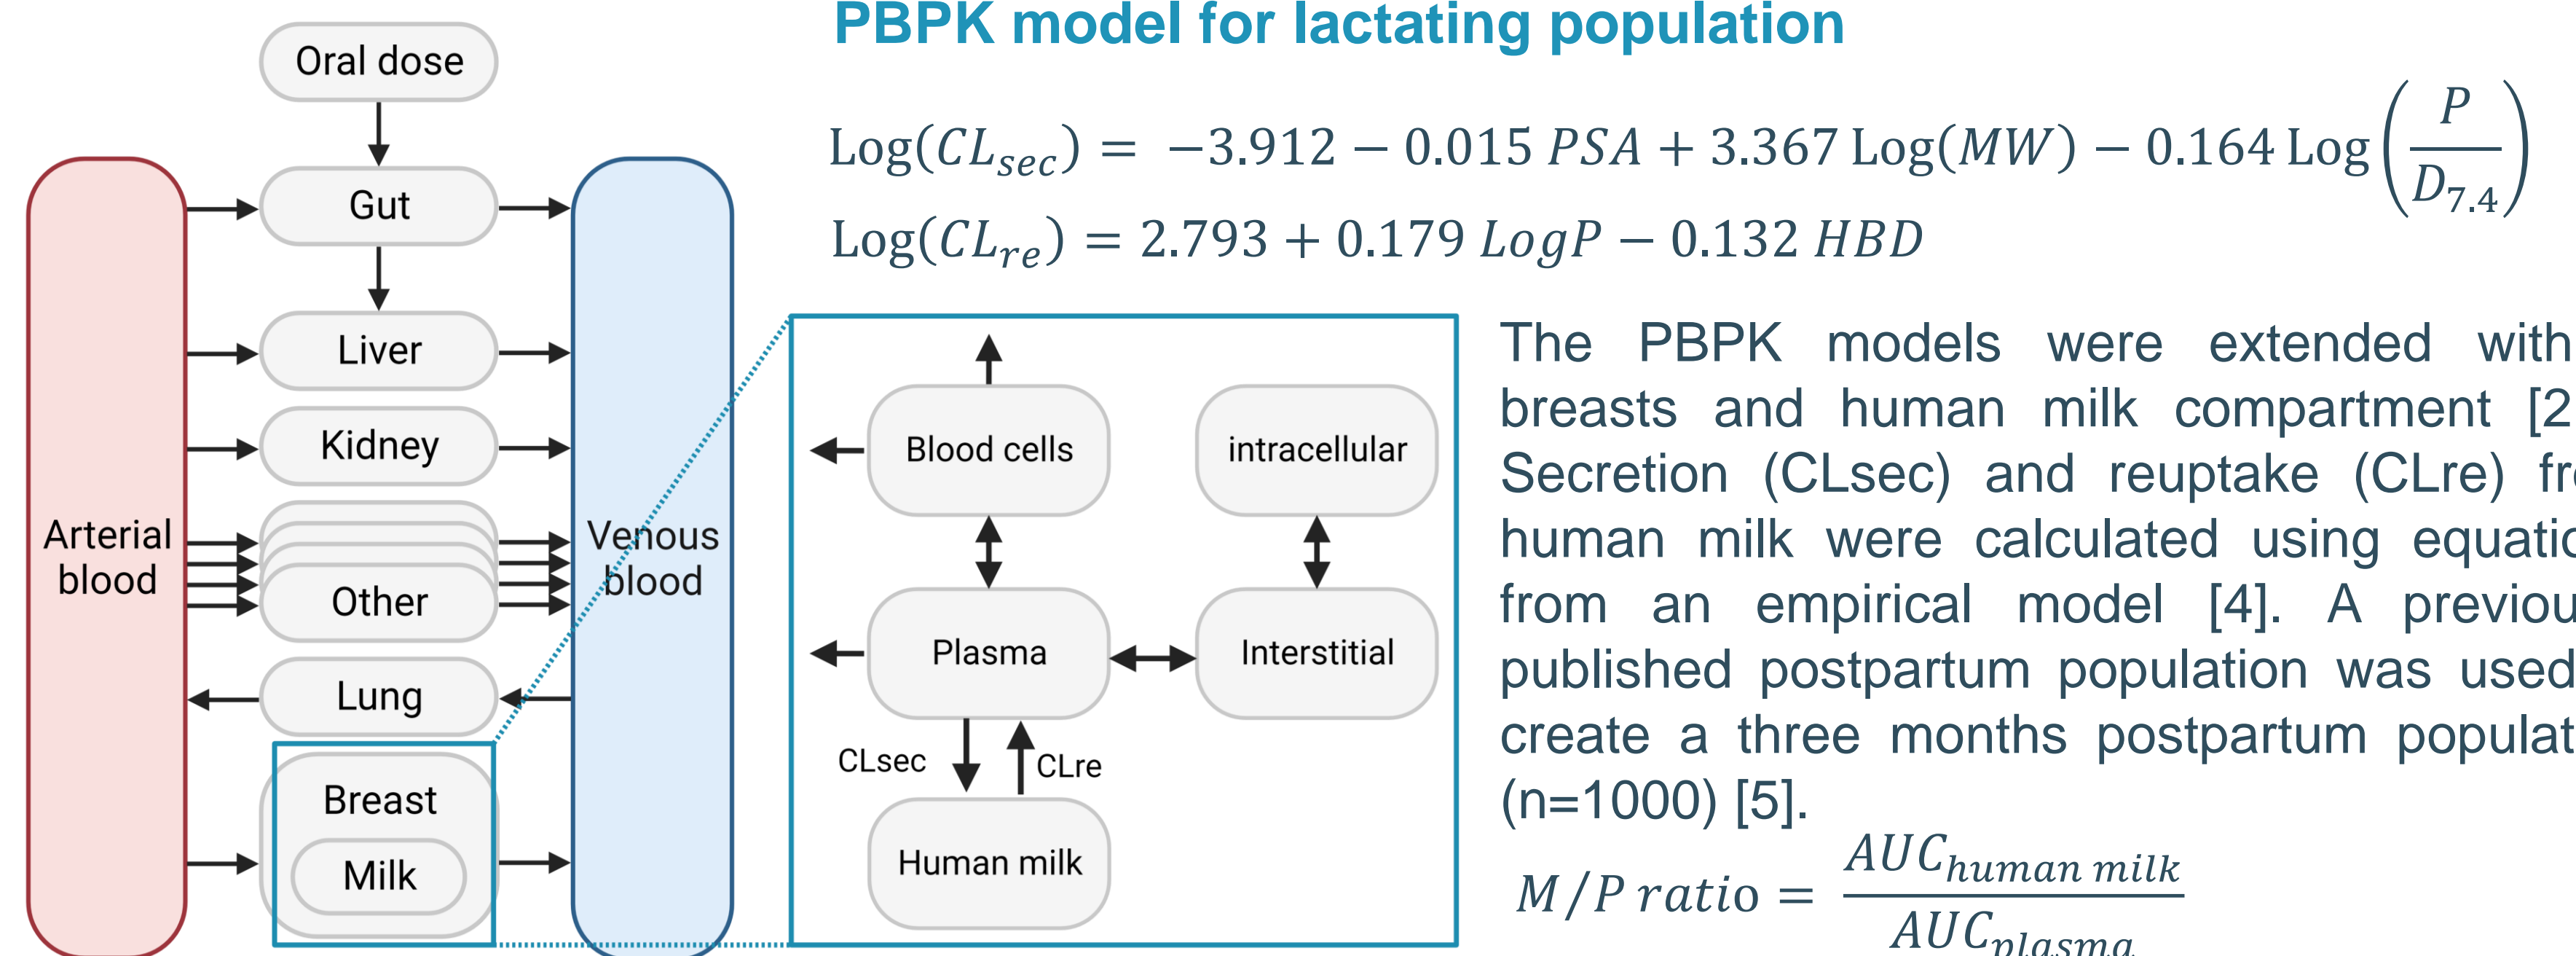 PBPK model for lactating population
Log(CL_sec) = −3.912 − 0.015 PSA + 3.367 Log(MW) − 0.164 Log(P/D_7.4)
Log(CL_re) = 2.793 + 0.179 LogP − 0.132 HBD
Oral dose
Gut
Liver
Kidney
Other
Lung
Breast
Milk
Arterial
blood
Venous
blood
Blood cells
intracellular
Plasma
Interstitial
CLsec
CLre
Human milk
The PBPK models were extended with
breasts and human milk compartment [2
Secretion (CLsec) and reuptake (CLre)
human milk were calculated using
from an empirical model [4]. A
published postpartum population was used
create a three months postpartum
(n=1000) [5].
M/P ratio = AUC_human milk / AUC_plasma